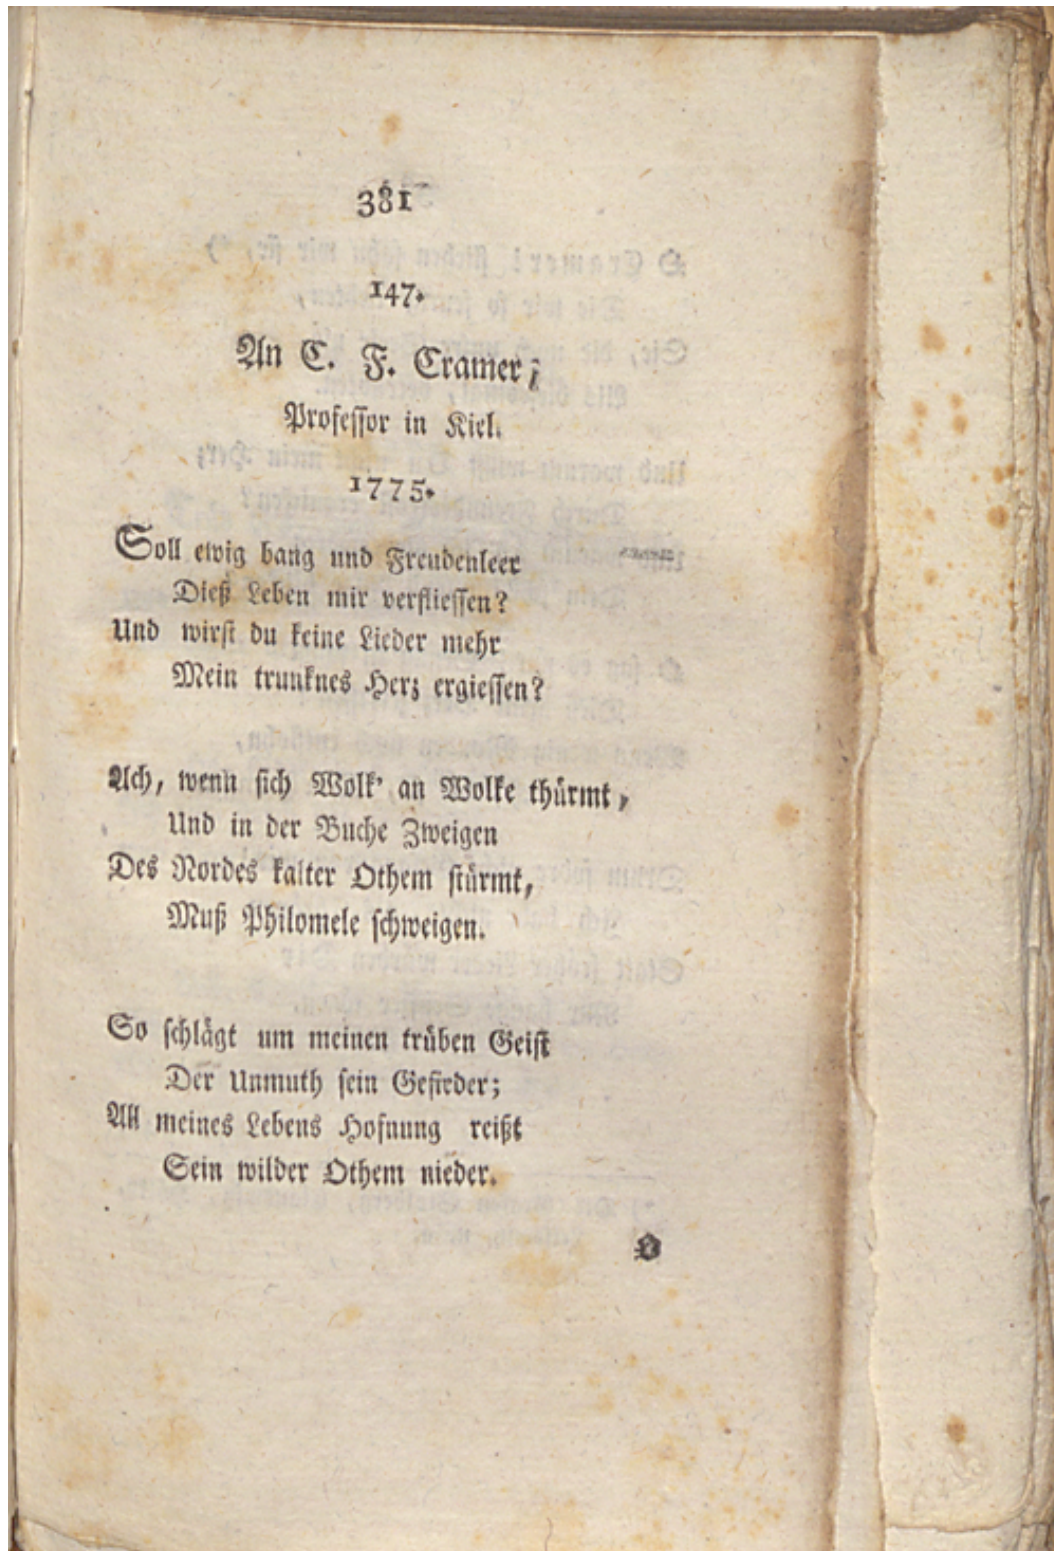 381
147.
An C. F. Cramer;
Professor in Kiel.
1775.
Soll ewig bang und Freudenleer
Dieß Leben mir verfliessen?
Und wirst du keine Lieder mehr
Mein trunknes Herz ergiessen?
Ach, wenn sich Wolk' an Wolke thürmt,
Und in der Buche Zweigen
Des Nordes kalter Othem stürmt,
Muß Philomele schweigen.
So schlägt um meinen trüben Geist
Der Unmuth sein Gefieder;
All meines Lebens Hofnung reißt
Sein wilder Othem nieder.
O